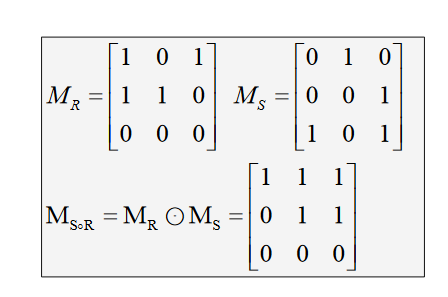 M_R = [1 0 1; 1 1 0; 0 0 0] M_S = [0 1 0; 0 0 1; 1 0 1]
M_{S∘R} = M_R ⊙ M_S = [1 1 1; 0 1 1; 0 0 0]